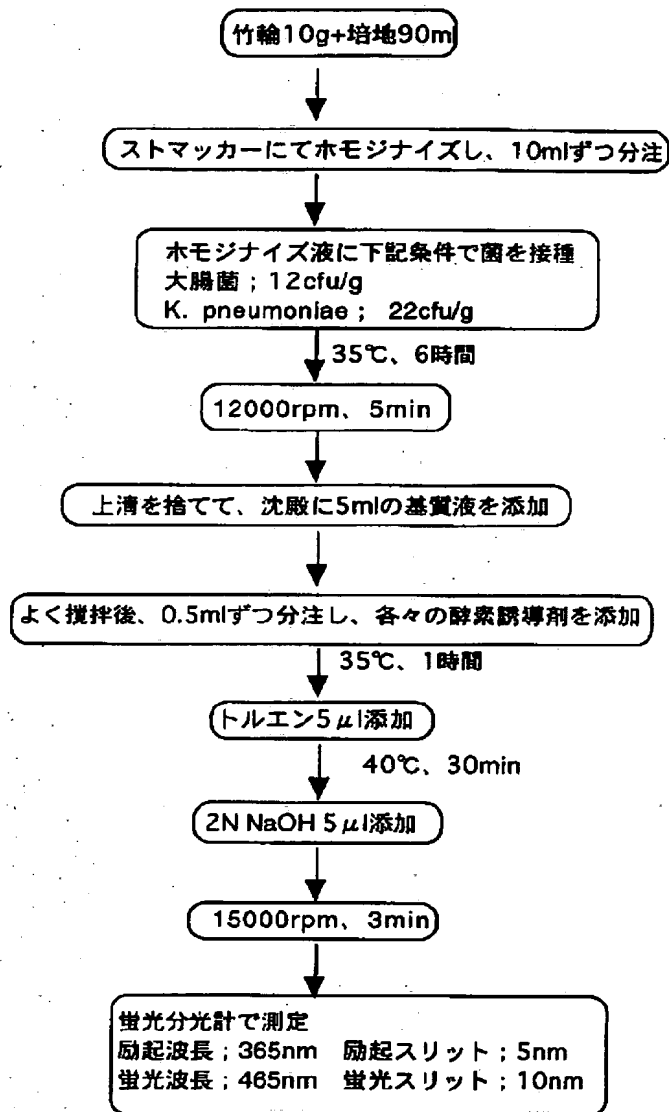 竹輪10g+培地90ml
ストマッカーにてホモジナイズし、10mlずつ分注
ホモジナイズ液に下記条件で菌を接種
大腸菌；12cfu/g
K. pneumoniae； 22cfu/g
35℃、6時間
12000rpm、5min
上清を捨てて、沈殿に5mlの基質液を添加
よく撹拌後、0.5mlずつ分注し、各々の酵素誘導剤を添加
35℃、1時間
トルエン5μl添加
40℃、30min
2N NaOH 5μl添加
15000rpm、3min
蛍光分光計で測定
励起波長；365nm 励起スリット；5nm
蛍光波長；465nm 蛍光スリット；10nm